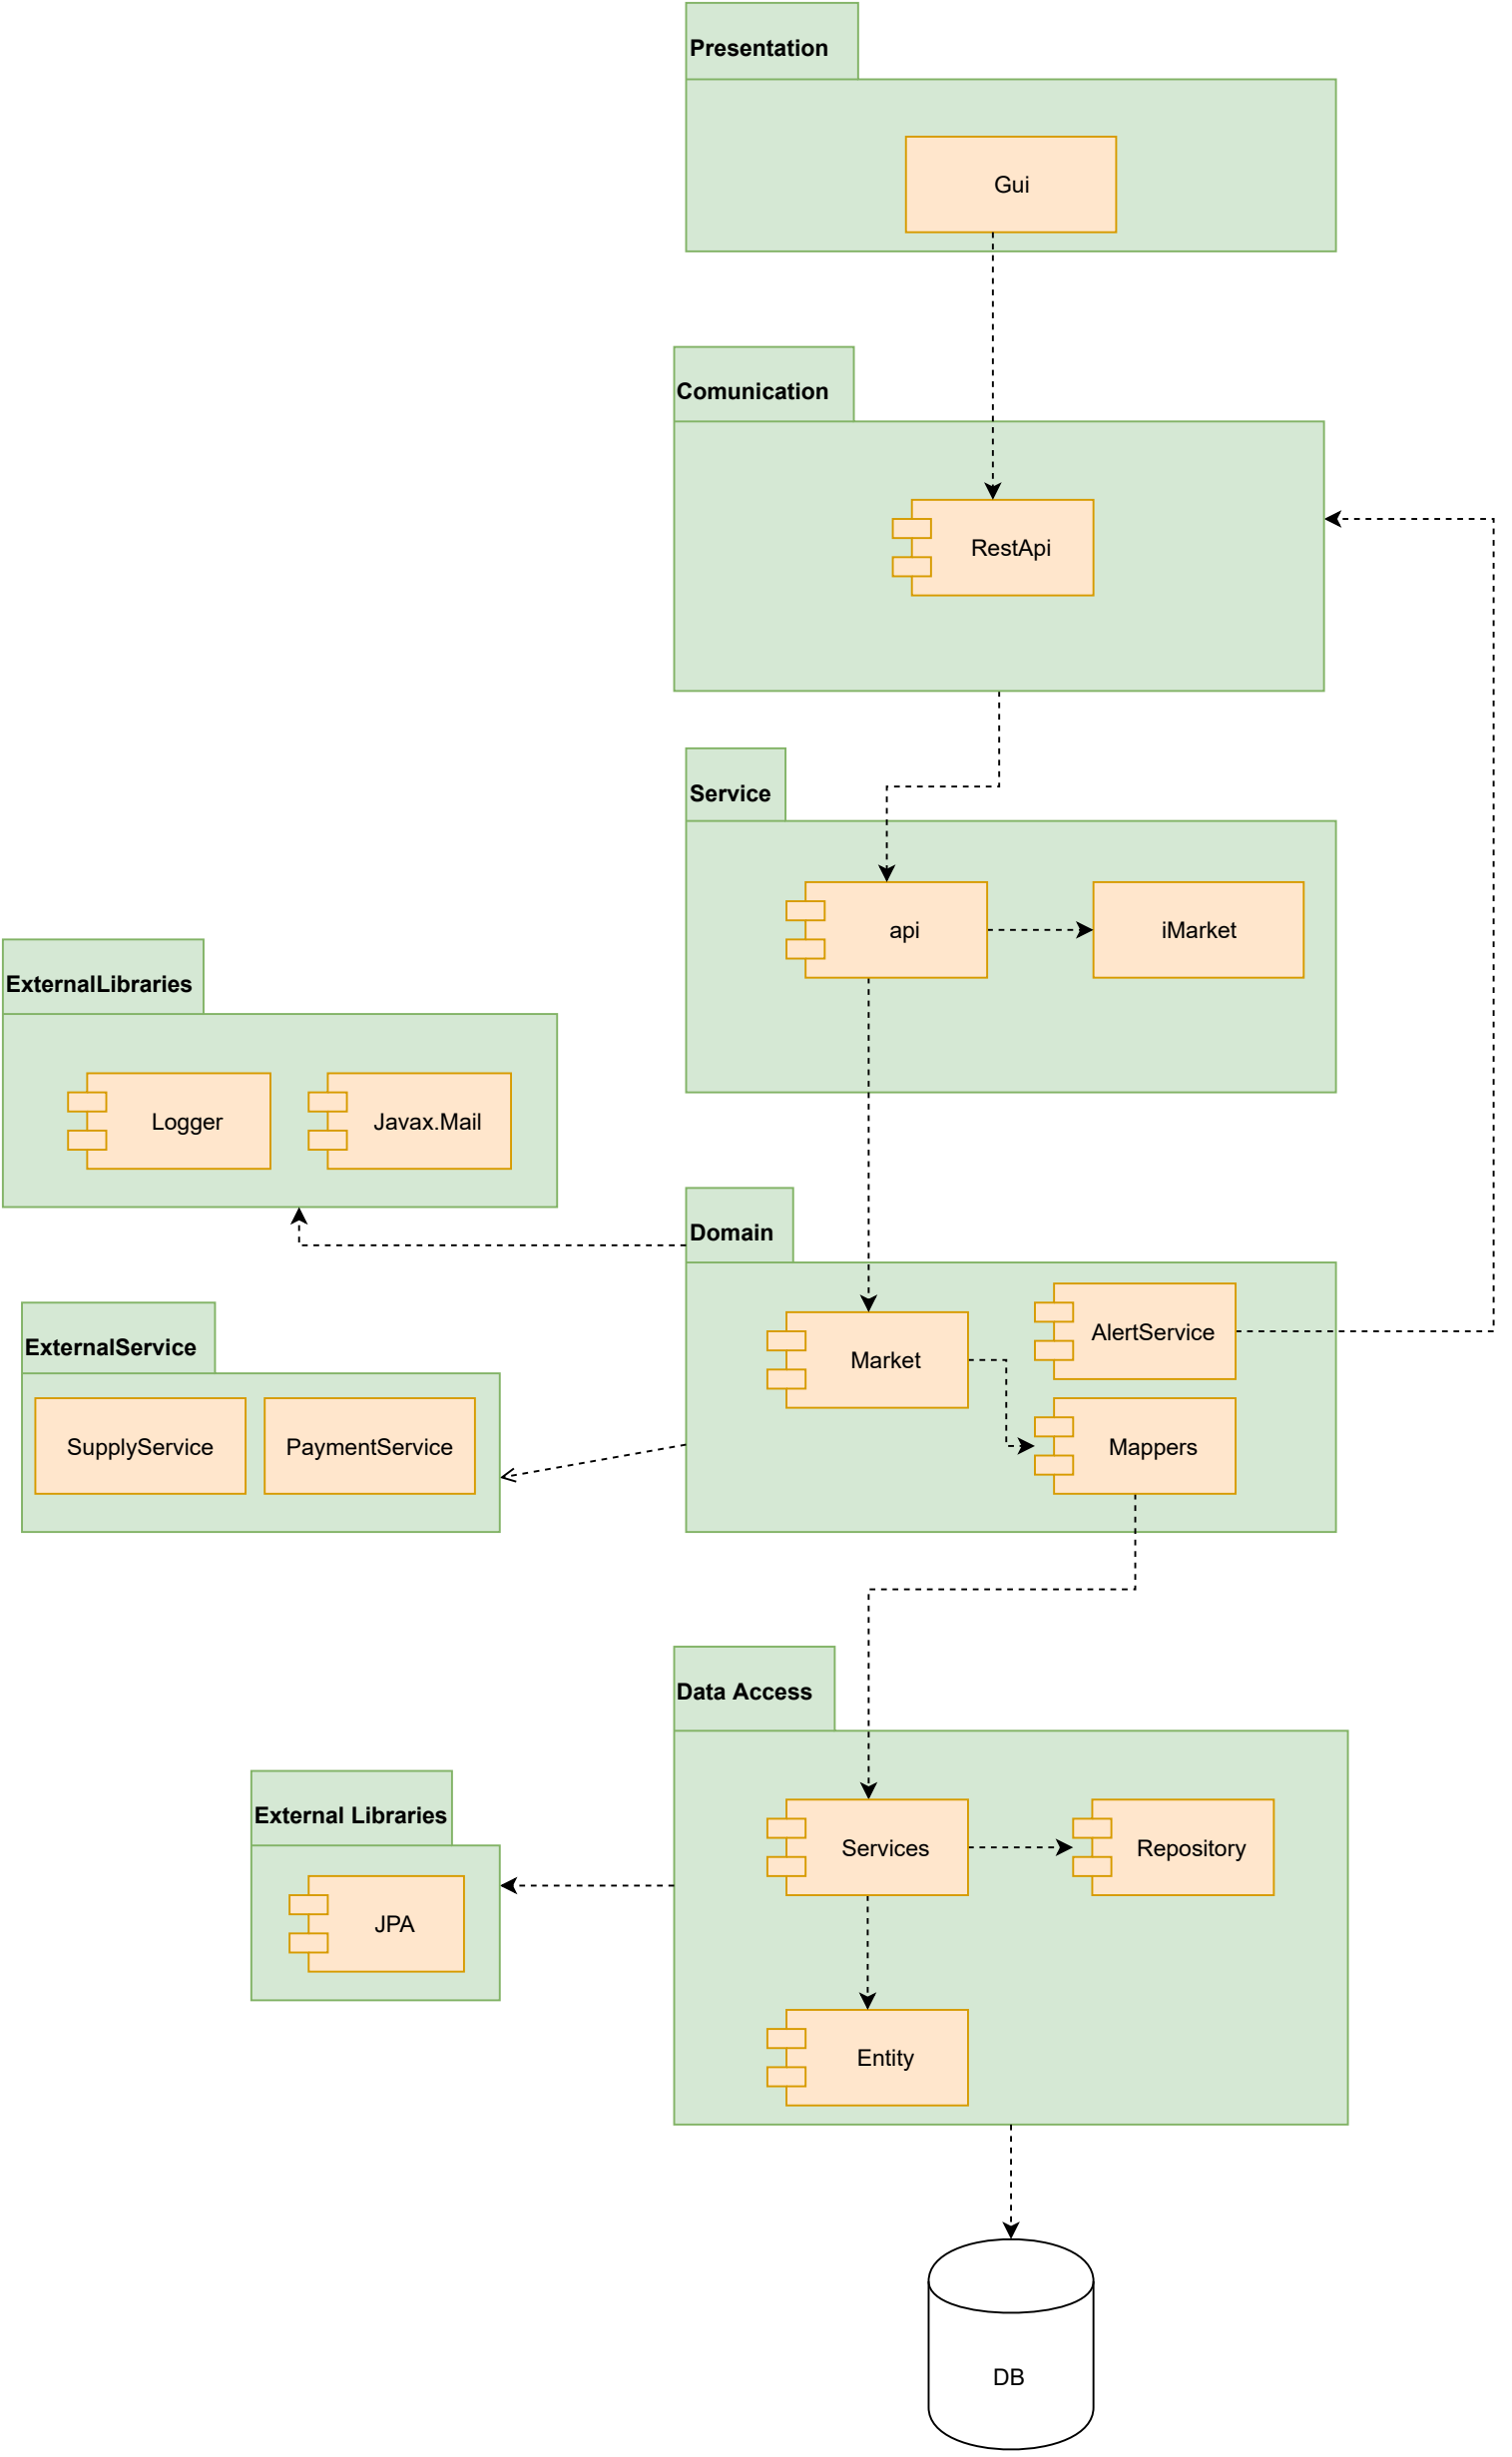 Presentation
Gui
Comunication
RestApi
Service
api
iMarket
ExternalLibraries
Logger
Javax.Mail
Domain
Market
AlertService
Mappers
ExternalService
SupplyService
PaymentService
Data Access
Services
Repository
Entity
External Libraries
JPA
DB